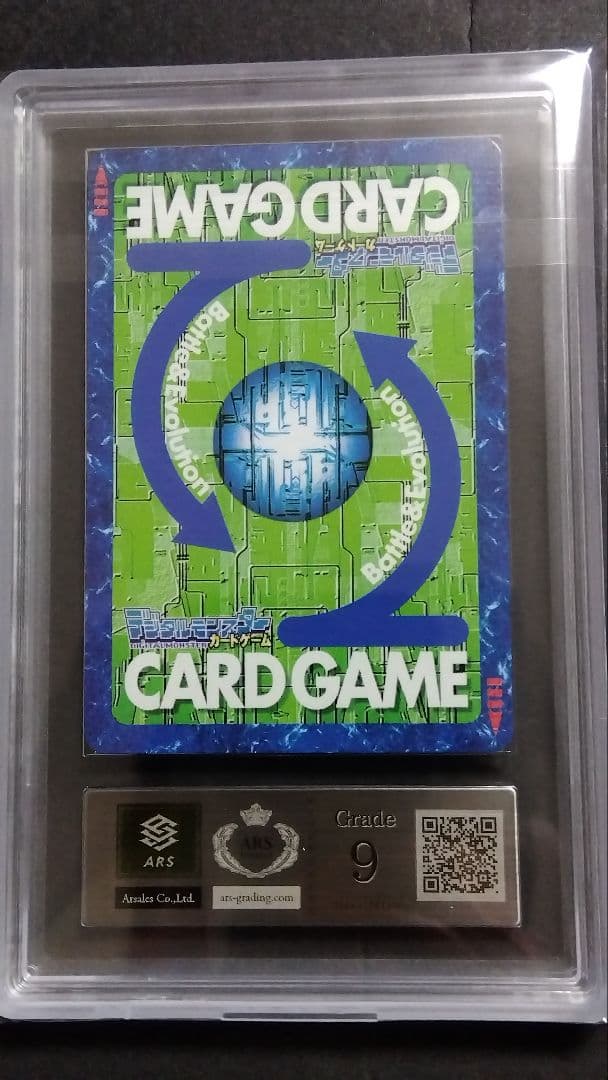 CARD GAME
デジタルモンスター
DIGITALMONSTER
カードゲーム
Battle&Evolution
Battle&Evolution
デジタルモンスター
DIGITALMONSTER
カードゲーム
CARD GAME
ARS
Arsales Co.,Ltd.
ARS
ars-grading.com
Grade
9